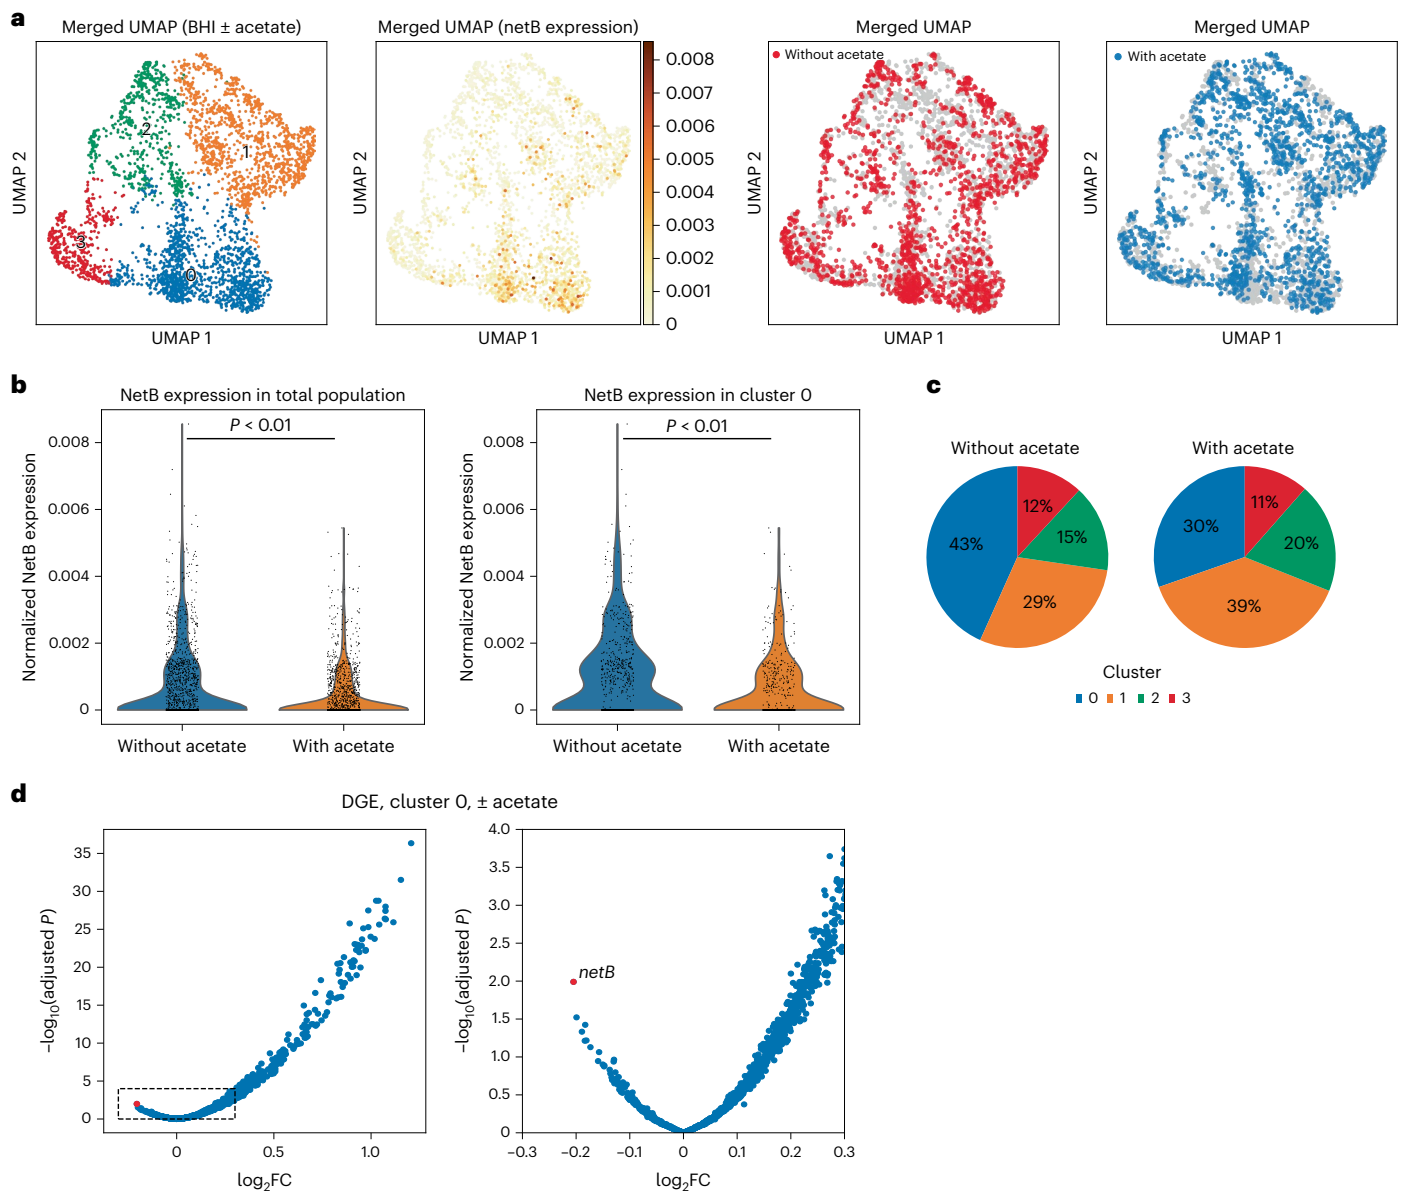 a
Merged UMAP (BHI ± acetate)
Merged UMAP (netB expression)
Merged UMAP
Merged UMAP
2
1
3
0
UMAP 2
UMAP 1
UMAP 2
UMAP 1
0.008
0.007
0.006
0.005
0.004
0.003
0.002
0.001
0
Without acetate
UMAP 2
UMAP 1
With acetate
UMAP 2
UMAP 1
b
NetB expression in total population
P < 0.01
Normalized NetB expression
0.008
0.006
0.004
0.002
0
Without acetate
With acetate
NetB expression in cluster 0
P < 0.01
Normalized NetB expression
0.008
0.006
0.004
0.002
0
Without acetate
With acetate
c
Without acetate
With acetate
12%
15%
29%
43%
11%
20%
39%
30%
Cluster
0 1 2 3
d
DGE, cluster 0, ± acetate
−log10(adjusted P)
35
30
25
20
15
10
5
0
0 0.5 1.0
log2FC
−log10(adjusted P)
4.0
3.5
3.0
2.5
2.0
1.5
1.0
0.5
0
netB
−0.3 −0.2 −0.1 0 0.1 0.2 0.3
log2FC